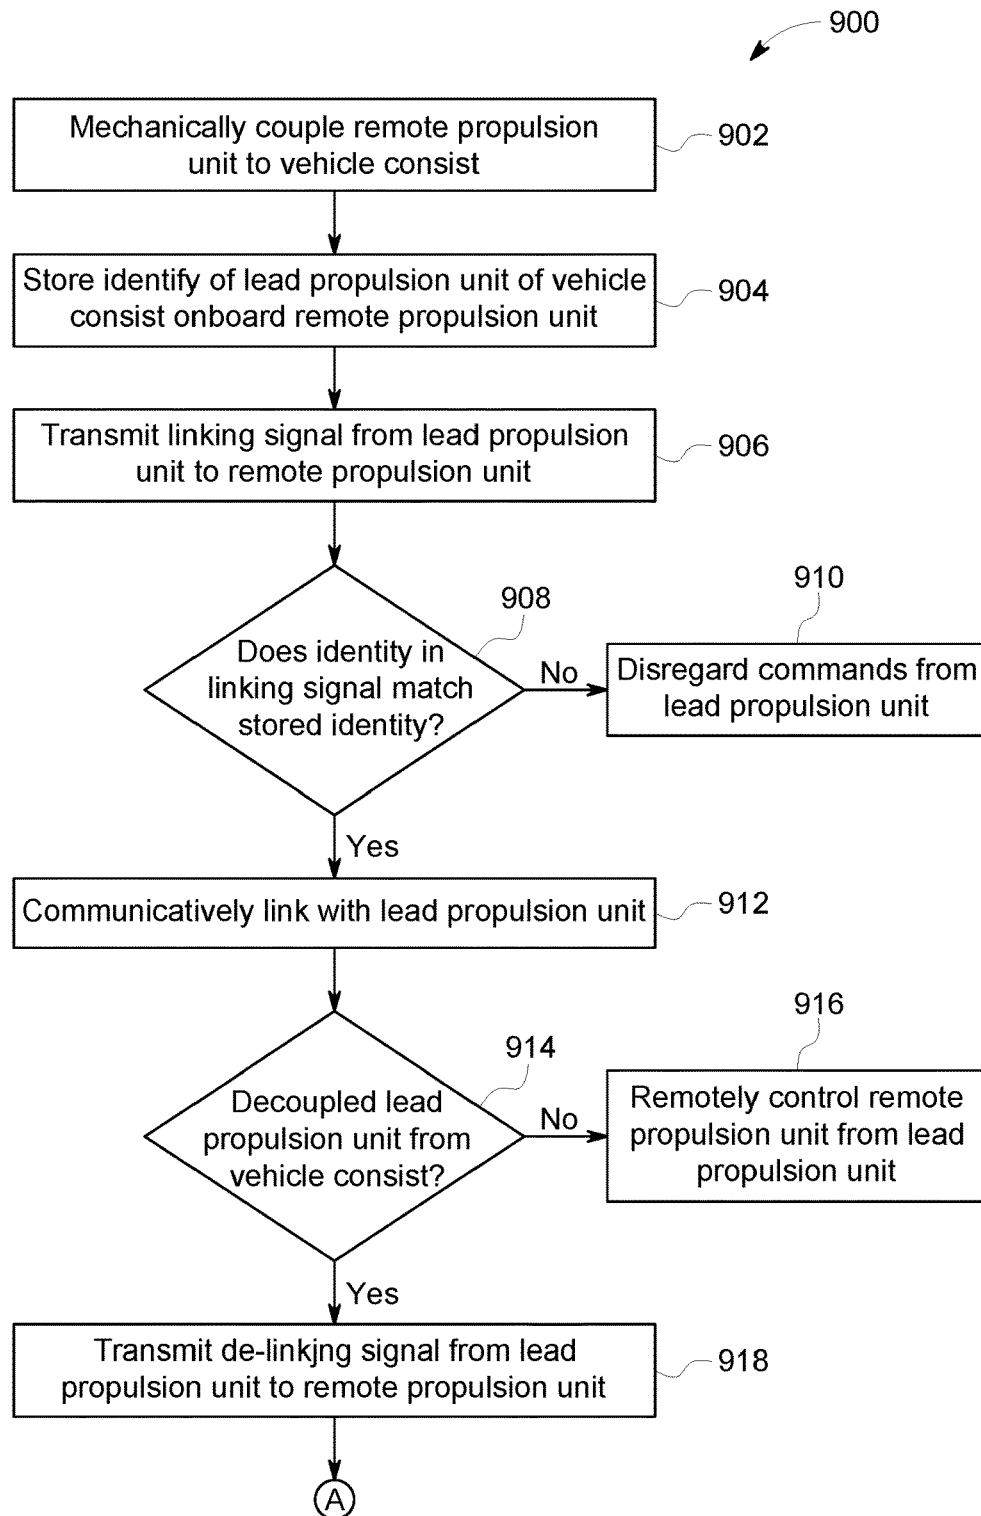 900
Mechanically couple remote propulsion
unit to vehicle consist
902
Store identify of lead propulsion unit of vehicle
consist onboard remote propulsion unit
904
Transmit linking signal from lead propulsion
unit to remote propulsion unit
906
Does identity in
linking signal match
stored identity?
908
No
910
Disregard commands from
lead propulsion unit
Yes
Communicatively link with lead propulsion unit
912
Decoupled lead
propulsion unit from
vehicle consist?
914
No
916
Remotely control remote
propulsion unit from lead
propulsion unit
Yes
Transmit de-linkjng signal from lead
propulsion unit to remote propulsion unit
918
A